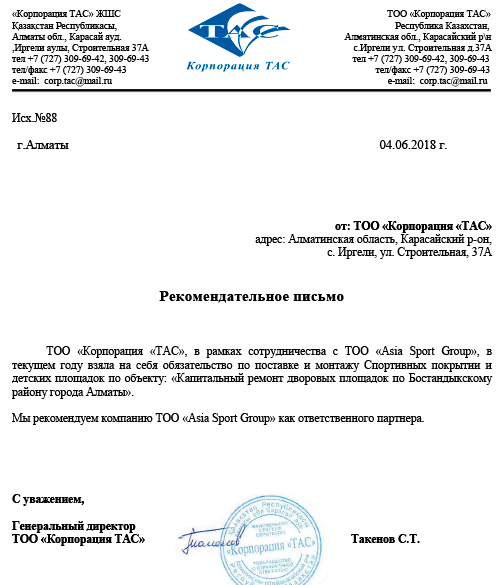 «Корпорация ТАС» ЖШС
Қазақстан Республикасы,
Алматы обл., Карасай ауд.
,Иргели аулы, Строительная 37А
тел +7 (727) 309-69-42, 309-69-43
тел/факс +7 (727) 309-69-43
e-mail: corp.tac@mail.ru
ТАС
Корпорация ТАС
ТОО «Корпорация ТАС»
Республика Казахстан,
Алматинская обл., Карасайский р\н
с.Иргели ул. Строительная д.37А
тел +7 (727) 309-69-42, 309-69-43
тел/факс +7 (727) 309-69-43
e-mail: corp.tac@mail.ru
Исх.№88
г.Алматы 04.06.2018 г.
от: ТОО «Корпорация «ТАС»
адрес: Алматинская область, Карасайский р-он,
с. Иргели, ул. Строительная, 37А
Рекомендательное письмо
ТОО «Корпорация «ТАС», в рамках сотрудничества с ТОО «Asia Sport Group», в
текущем году взяла на себя обязательство по поставке и монтажу Спортивных покрытии и
детских площадок по объекту: «Капитальный ремонт дворовых площадок по Бостандыкскому
району города Алматы».
Мы рекомендуем компанию ТОО «Asia Sport Group» как ответственного партнера.
С уважением,
Генеральный директор
ТОО «Корпорация ТАС» Такенов С.Т.
«Корпорация «ТАС»